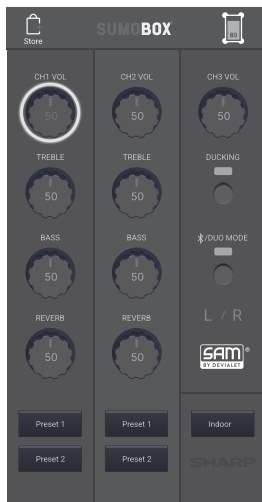 Store
SUMOBOX
80
CH1 VOL
CH2 VOL
CH3 VOL
50
50
50
TREBLE
TREBLE
DUCKING
50
50
BASS
BASS
/DUO MODE
50
50
REVERB
REVERB
L / R
50
50
SAM®
BY DEVIALET
Preset 1
Preset 1
Indoor
Preset 2
Preset 2
SHARP